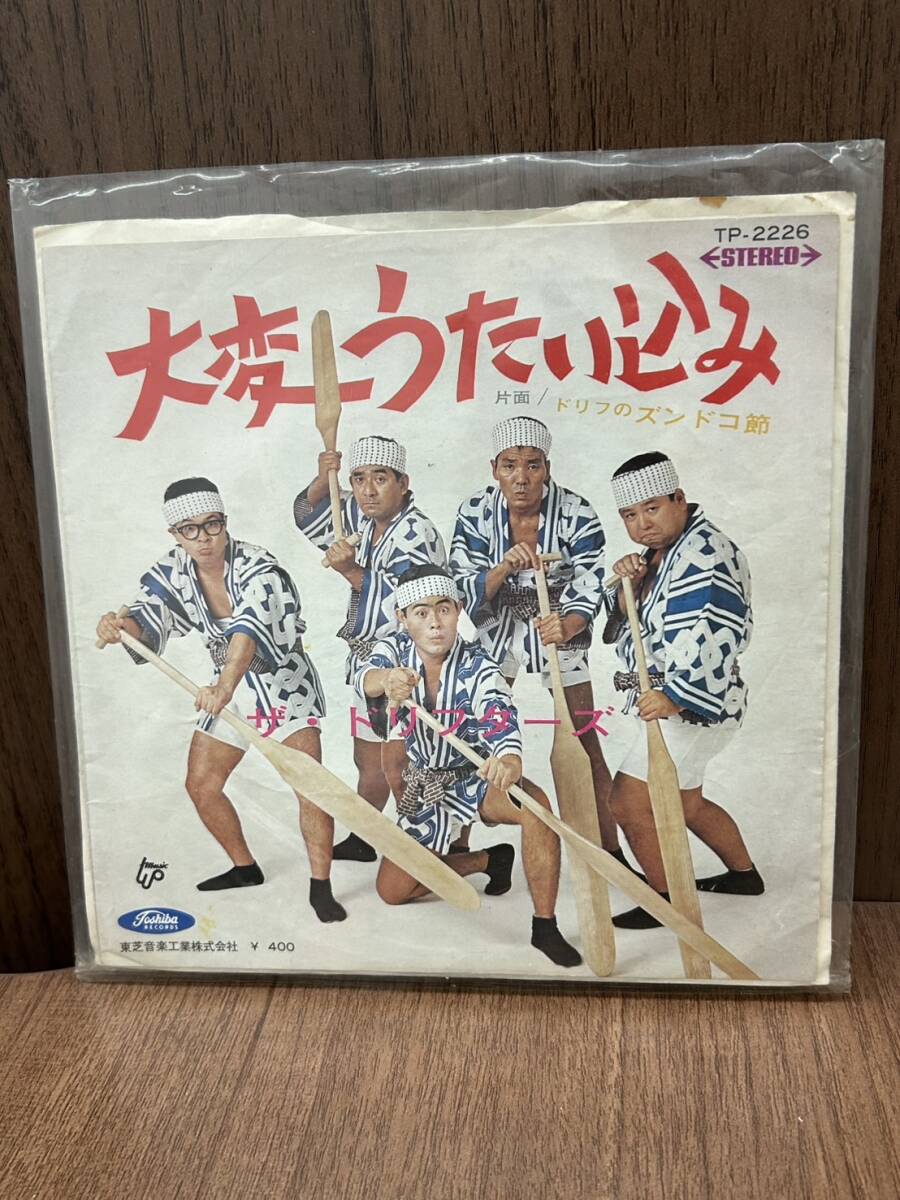 TP-2226
STEREO
大変うたい込み
片面/ドリフのズンドコ節
ザ・ドリフターズ
Music
UP
Toshiba
RECORDS
東芝音楽工業株式会社 ¥ 400